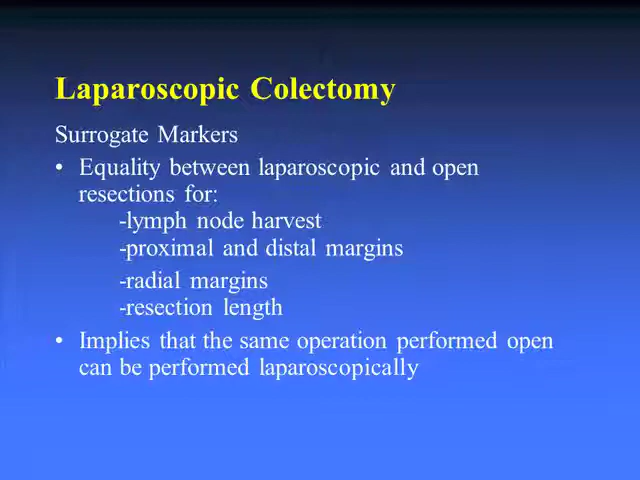 Laparoscopic Colectomy
Surrogate Markers
• Equality between laparoscopic and open
resections for:
-lymph node harvest
-proximal and distal margins
-radial margins
-resection length
• Implies that the same operation performed open
can be performed laparoscopically